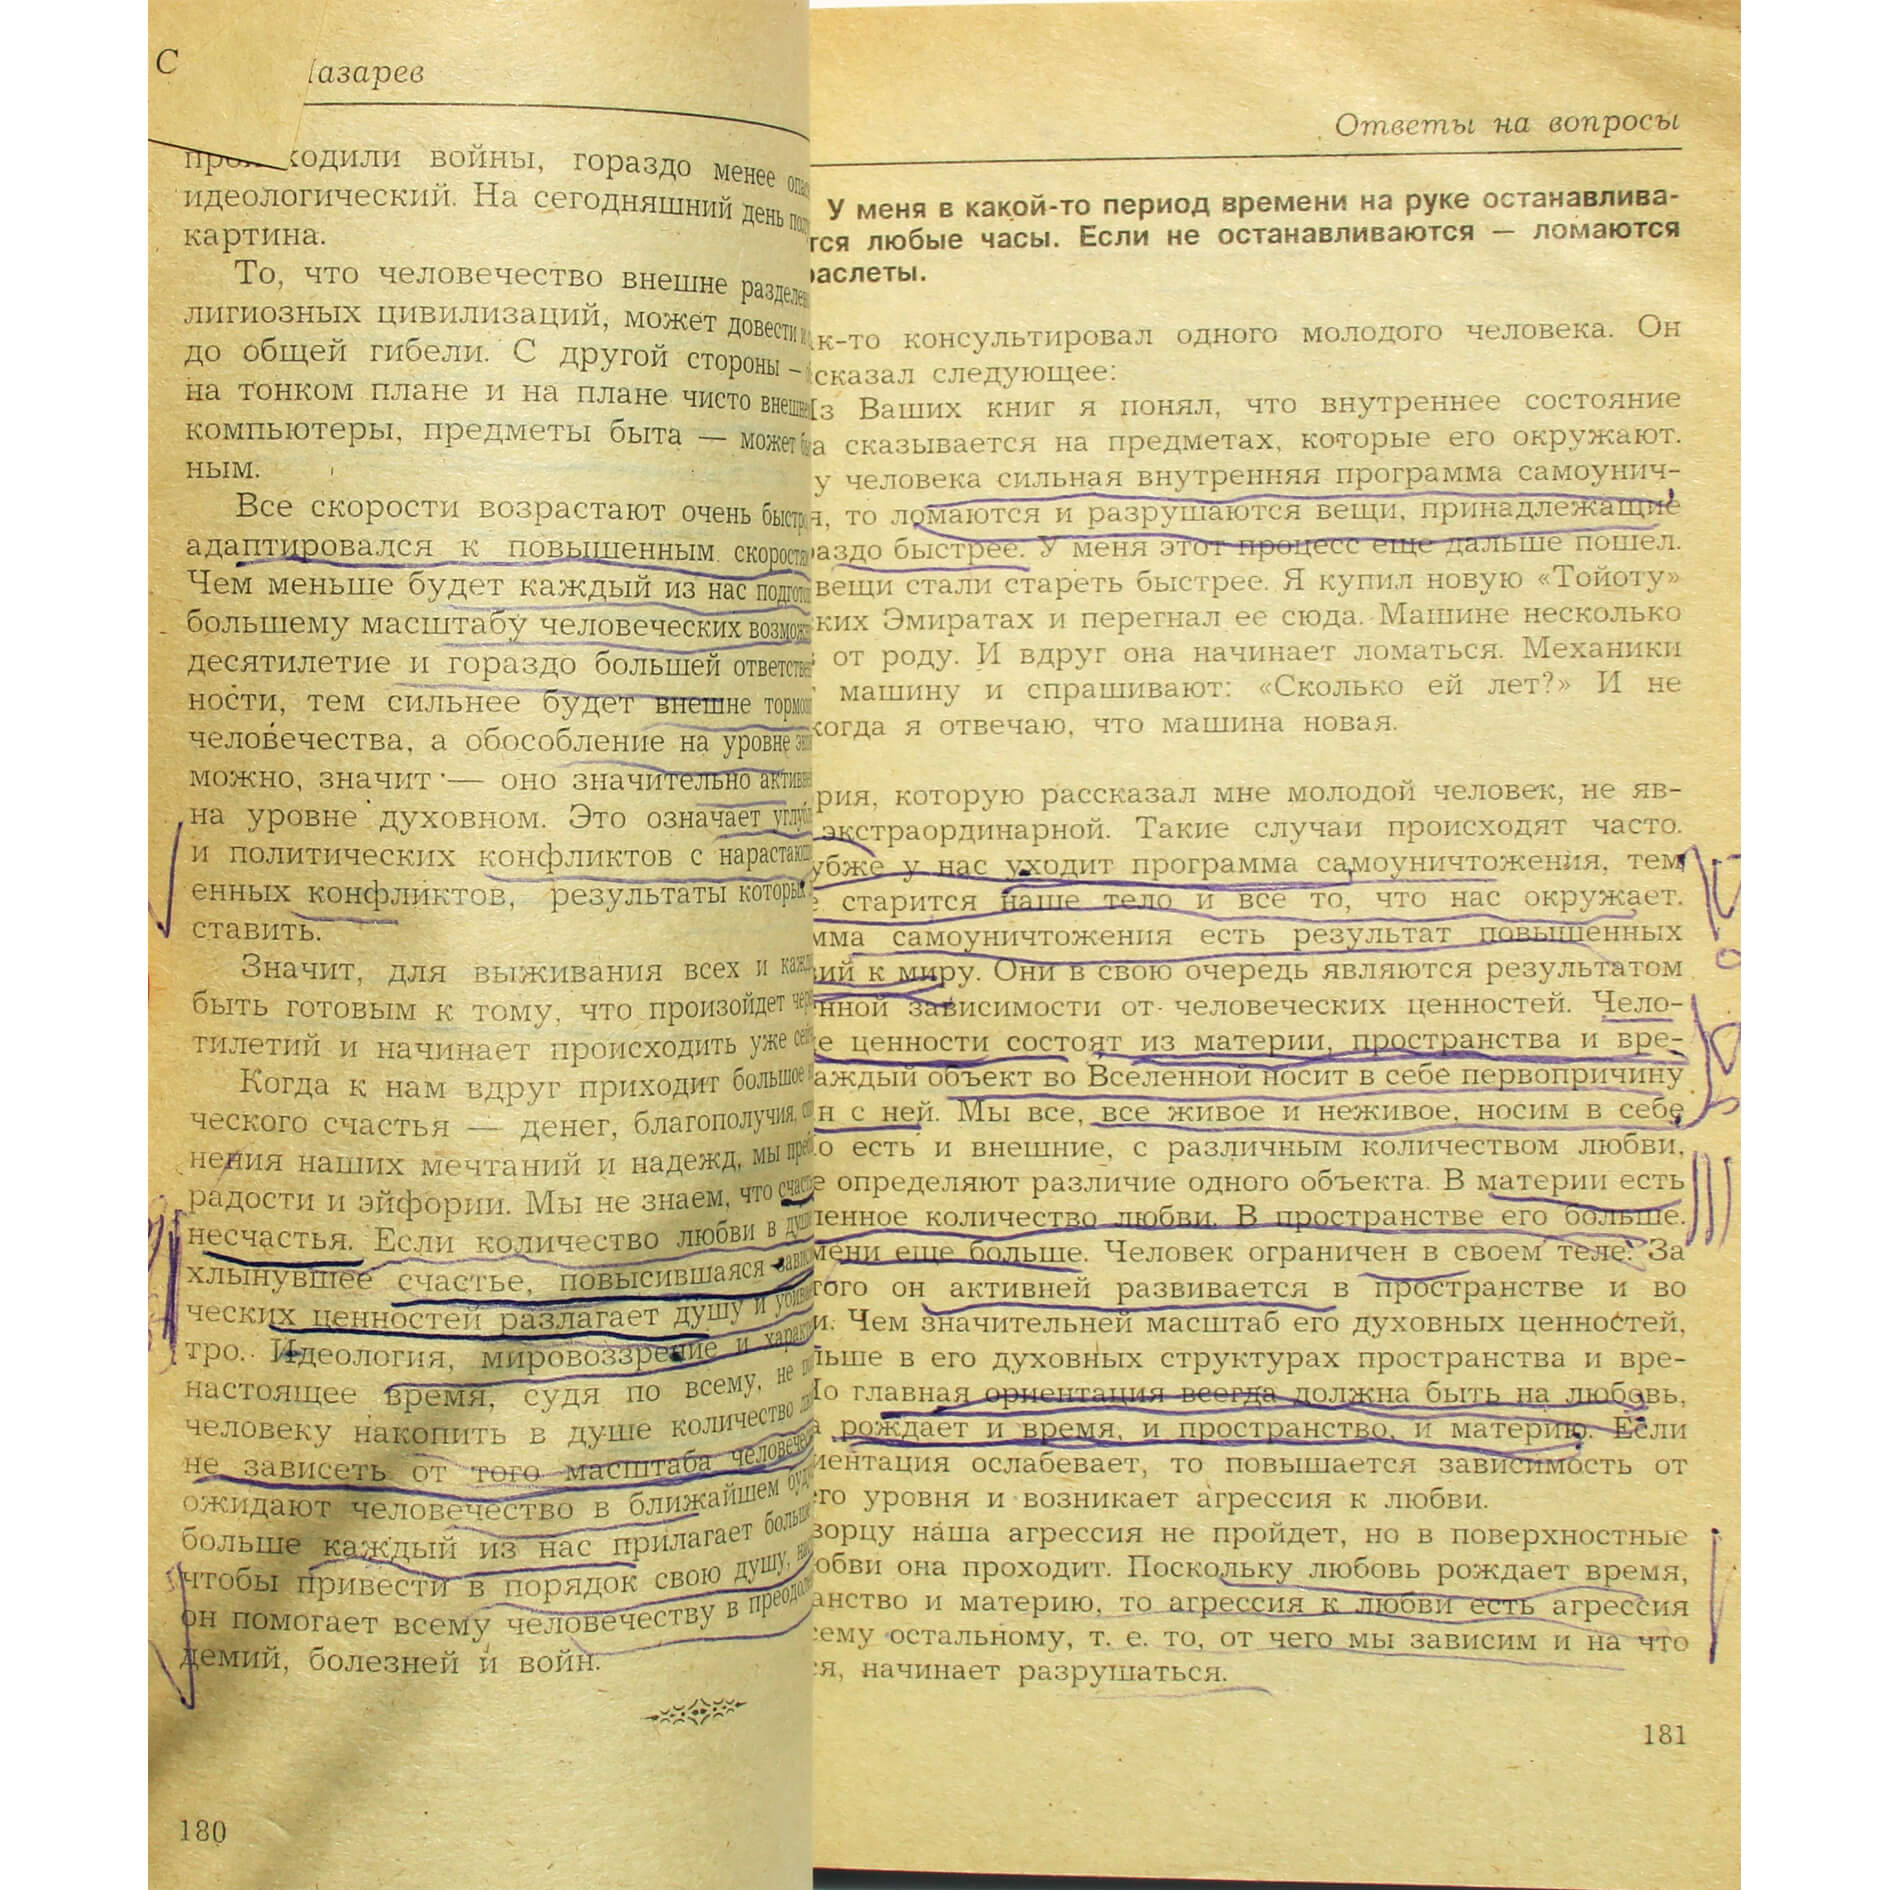 С
Лазарев
ходили войны, гораздо менее
идеологический. На сегодняшний день
картина.
То, что человечество внешне
лигиозных цивилизаций, может довести
до общей гибели. С другой стороны –
на тонком плане и на плане чисто
компьютеры, предметы быта — может
ным.
Все скорости возрастают очень
адаптировался к повышенным
Чем меньше будет каждый из нас
большему масштабу человеческих
десятилетие и гораздо большей
ности, тем сильнее будет внешне
человечества, а обособление на уровне
можно, значит — оно значительно
на уровне духовном. Это означает
и политических конфликтов с
енных конфликтов, результаты
ставить.
Значит, для выживания всех и
быть готовым к тому, что произойдет
тилетий и начинает происходить уже
Когда к нам вдруг приходит большое
ческого счастья — денег, благополучия,
нения наших мечтаний и надежд, мы
радости и эйфории. Мы не знаем, что
несчастья. Если количество любви в
хлынувшее счастье, повысившаяся
ческих ценностей разлагает душу и
тро. Идеология, мировоззрение и
настоящее время, судя по всему, не
человеку накопить в душе количество
не зависеть от того масштаба
ожидают человечество в ближайшем
больше каждый из нас прилагает
чтобы привести в порядок свою душу,
он помогает всему человечеству в
демий, болезней и войн.
180
Ответы на вопросы
У меня в какой-то период времени на руке останавлива-
тся любые часы. Если не останавливаются — ломаются
раслеты.
к-то консультировал одного молодого человека. Он
сказал следующее:
Из Ваших книг я понял, что внутреннее состояние
а сказывается на предметах, которые его окружают.
у человека сильная внутренняя программа самоунич-
я, то ломаются и разрушаются вещи, принадлежащие
раздо быстрее. У меня этот процесс еще дальше пошел.
вещи стали стареть быстрее. Я купил новую «Тойоту»
ких Эмиратах и перегнал ее сюда. Машине несколько
от роду. И вдруг она начинает ломаться. Механики
машину и спрашивают: «Сколько ей лет?» И не
когда я отвечаю, что машина новая.
рия, которую рассказал мне молодой человек, не яв-
экстраординарной. Такие случаи происходят часто.
убже у нас уходит программа самоуничтожения, тем
старится наше тело и все то, что нас окружает.
мма самоуничтожения есть результат повышенных
ий к миру. Они в свою очередь являются результатом
нной зависимости от человеческих ценностей. Чело-
е ценности состоят из материи, пространства и вре-
аждый объект во Вселенной носит в себе первопричину
н с ней. Мы все, все живое и неживое, носим в себе
о есть и внешние, с различным количеством любви,
е определяют различие одного объекта. В материи есть
ленное количество любви. В пространстве его больше.
мени еще больше. Человек ограничен в своем теле. За
того он активней развивается в пространстве и во
и. Чем значительней масштаб его духовных ценностей,
льше в его духовных структурах пространства и вре-
Но главная ориентация всегда должна быть на любовь,
а рождает и время, и пространство, и материю. Если
иентация ослабевает, то повышается зависимость от
го уровня и возникает агрессия к любви.
ворцу наша агрессия не пройдет, но в поверхностные
юбви она проходит. Поскольку любовь рождает время,
анство и материю, то агрессия к любви есть агрессия
сему остальному, т. е. то, от чего мы зависим и на что
ся, начинает разрушаться.
181